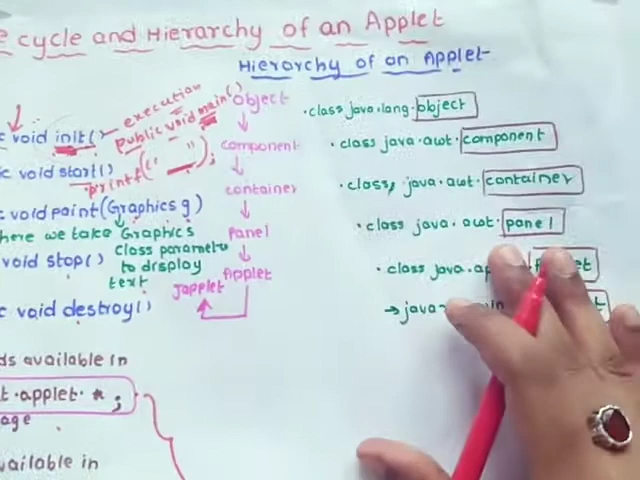 cycle and Hierarchy of an Applet
Hierarchy of an Applet
void init() execution
public void main()
void start()
printf(" ");
void paint(Graphics g)
here we take Graphics
class parameter
to display
text
void stop()
void destroy()
ds available in
t.applet.*;
age
vailable in
object
component
container
Panel
Applet
Japplet
.class java.lang.object
.class java.awt.component
.class, java.awt.container
.class java.awt.panel
.class java.ap
→java